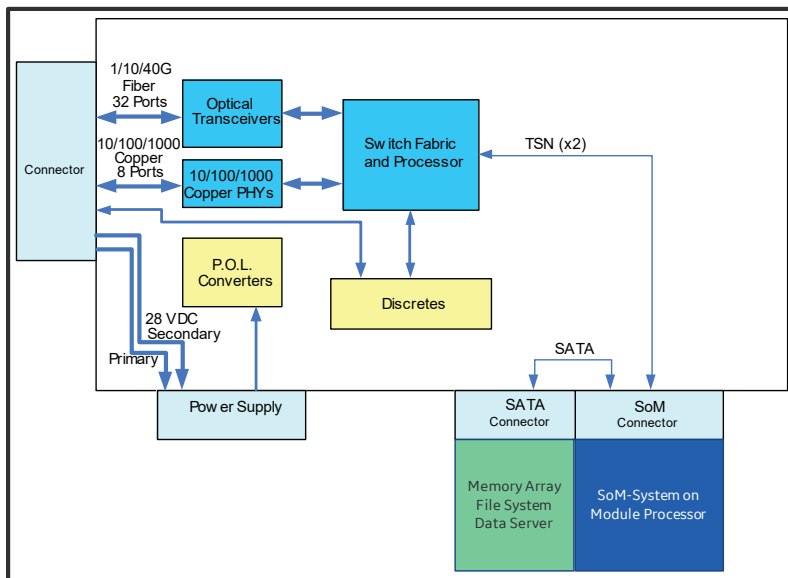 1/10/40G
Fiber
32 Ports
Optical
Transceivers
Switch Fabric
and Processor
TSN (x2)
10/100/1000
Copper
8 Ports
10/100/1000
Copper PHYs
Connector
P.O.L.
Converters
Discretes
28 VDC
Secondary
Primary
SATA
Power Supply
SATA
Connector
SoM
Connector
Memory Array
File System
Data Server
SoM-System on
Module Processor